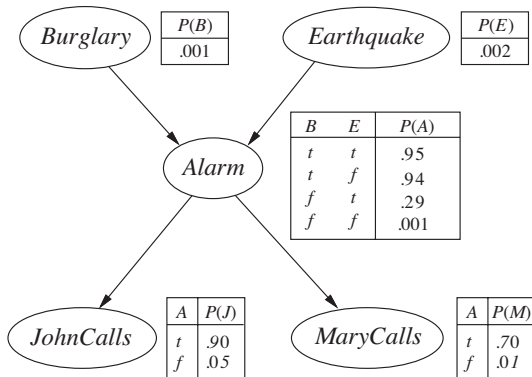 Burglary
P(B)
.001
Earthquake
P(E)
.002
Alarm
B E P(A)
t t .95
t f .94
f t .29
f f .001
JohnCalls
A P(J)
t .90
f .05
MaryCalls
A P(M)
t .70
f .01